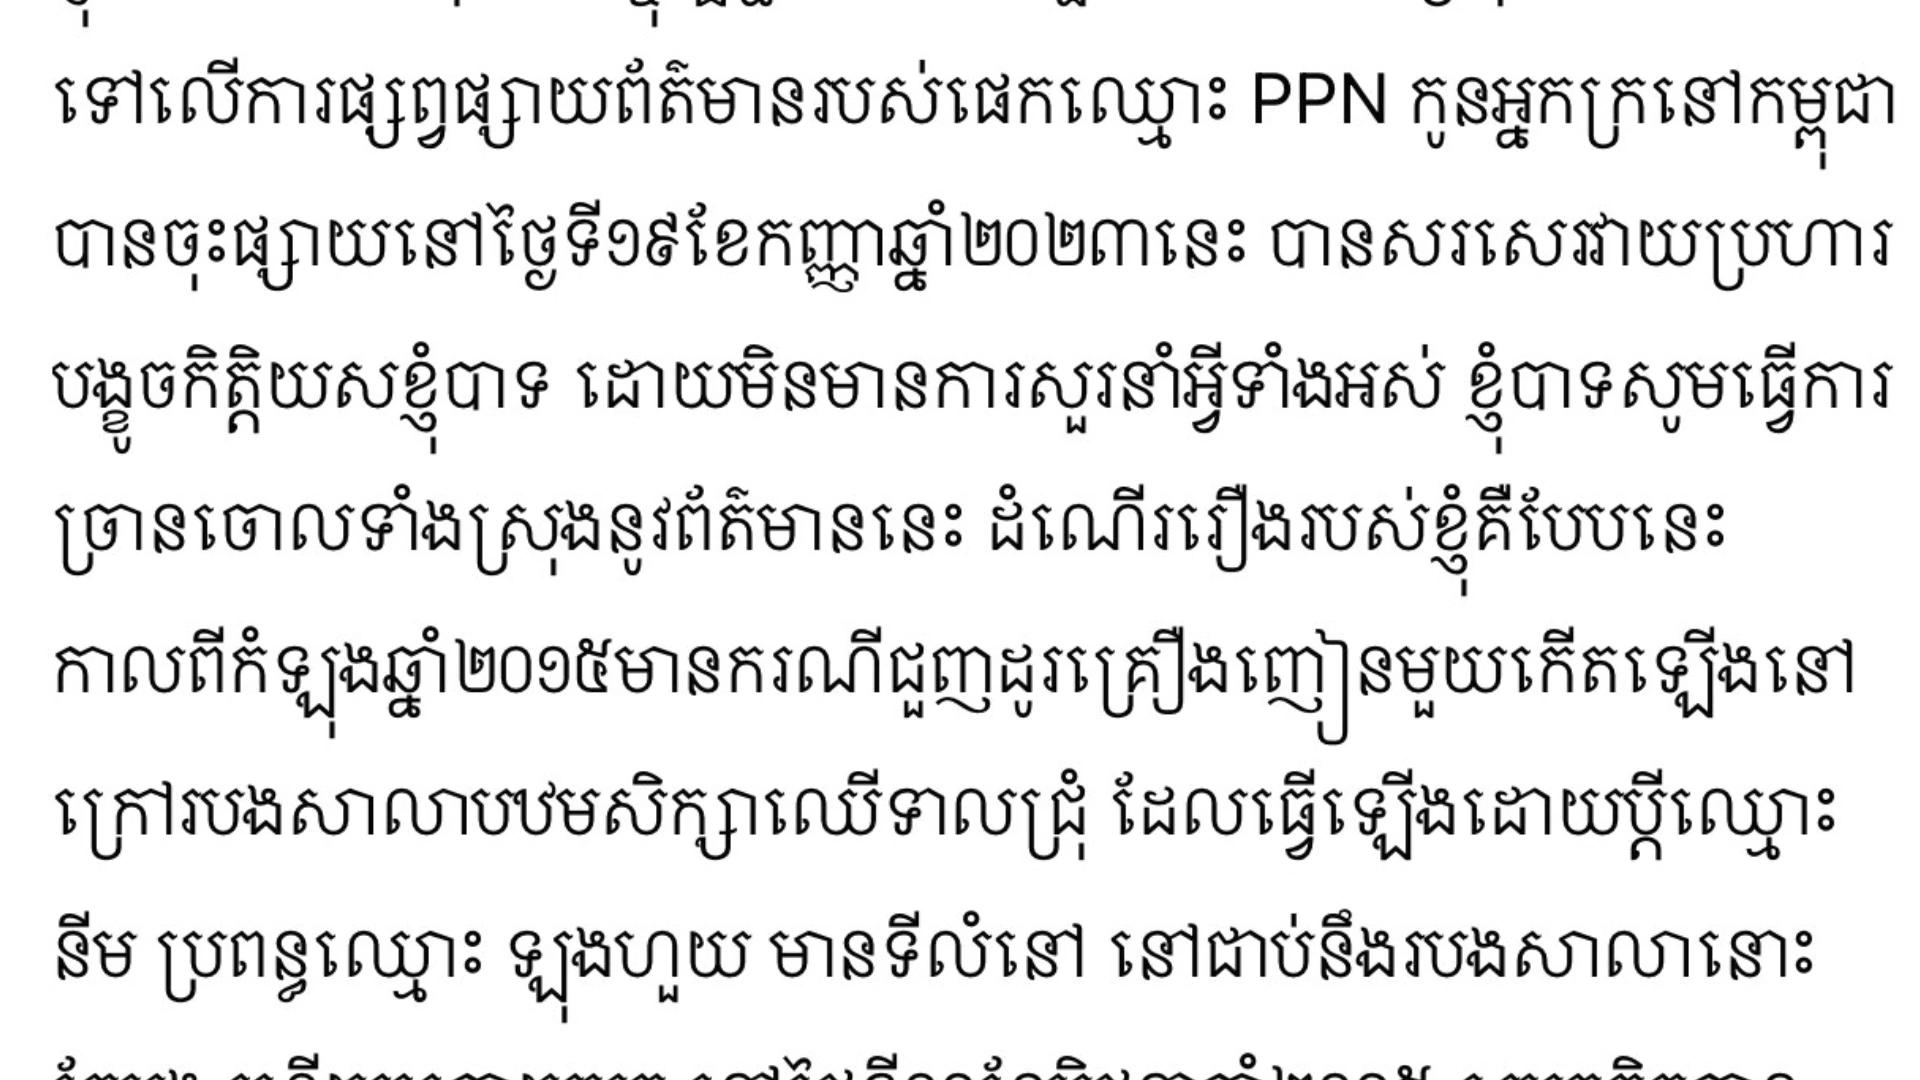 ទៅលើការផ្សព្វផ្សាយព័ត៌មានរបស់ផេកឈ្មោះ PPN កូនអ្នកក្រនៅកម្ពុជា
បានចុះផ្សាយនៅថ្ងៃទី១៩ខែកញ្ញាឆ្នាំ២០២៣នេះ បានសរសេរវាយប្រហារ
បង្ខូចកិត្តិយសខ្ញុំបាទ ដោយមិនមានការសួរនាំអ្វីទាំងអស់ ខ្ញុំបាទសូមធ្វើការ
ច្រានចោលទាំងស្រុងនូវព័ត៌មាននេះ ដំណើររឿងរបស់ខ្ញុំគឺបែបនេះ
កាលពីកំឡុងឆ្នាំ២០១៥មានករណីជួញដូរគ្រឿងញៀនមួយកើតឡើងនៅ
ក្រៅរបងសាលាបឋមសិក្សាឈើទាលជ្រុំ ដែលធ្វើឡើងដោយប្តីឈ្មោះ
នីម ប្រពន្ធឈ្មោះ ឡុងហួយ មានទីលំនៅ នៅជាប់នឹងរបងសាលានោះ